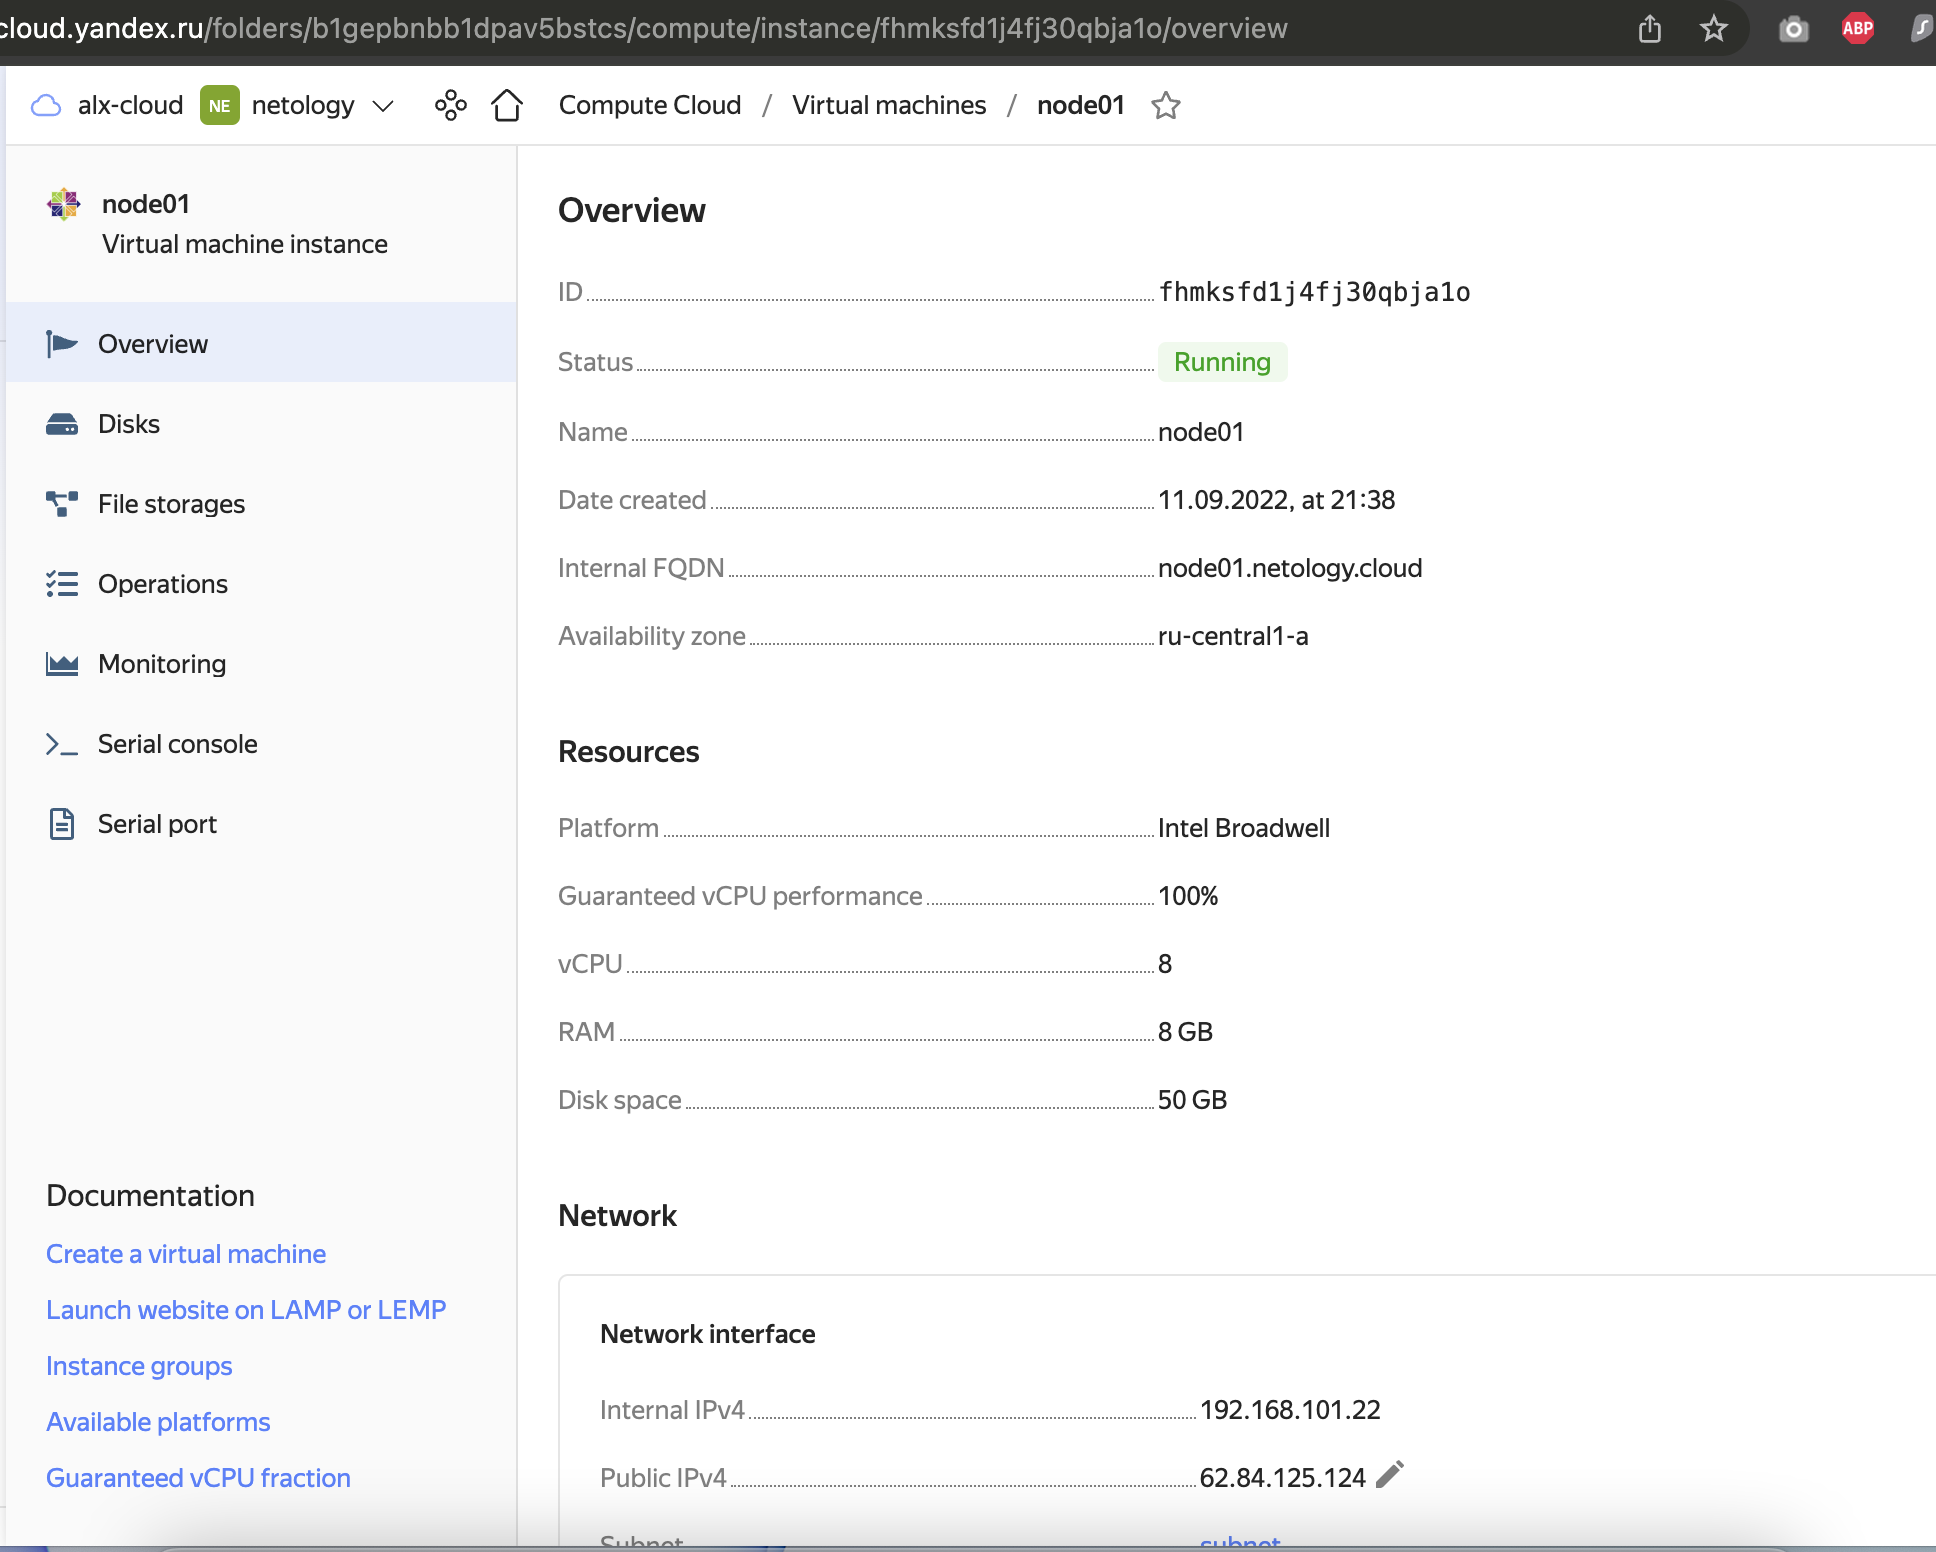 cloud.yandex.ru/folders/b1gepbnbb1dpav5bstcs/compute/instance/fhmksfd1j4fj30qbja1o/overview
ABP
alx-cloud NE netology Compute Cloud / Virtual machines / node01
node01
Virtual machine instance
Overview
Disks
File storages
Operations
Monitoring
Serial console
Serial port
Documentation
Create a virtual machine
Launch website on LAMP or LEMP
Instance groups
Available platforms
Guaranteed vCPU fraction
Overview
ID fhmksfd1j4fj30qbja1o
Status Running
Name node01
Date created 11.09.2022, at 21:38
Internal FQDN node01.netology.cloud
Availability zone ru-central1-a
Resources
Platform Intel Broadwell
Guaranteed vCPU performance 100%
vCPU 8
RAM 8 GB
Disk space 50 GB
Network
Network interface
Internal IPv4 192.168.101.22
Public IPv4 62.84.125.124
Subnet subnet